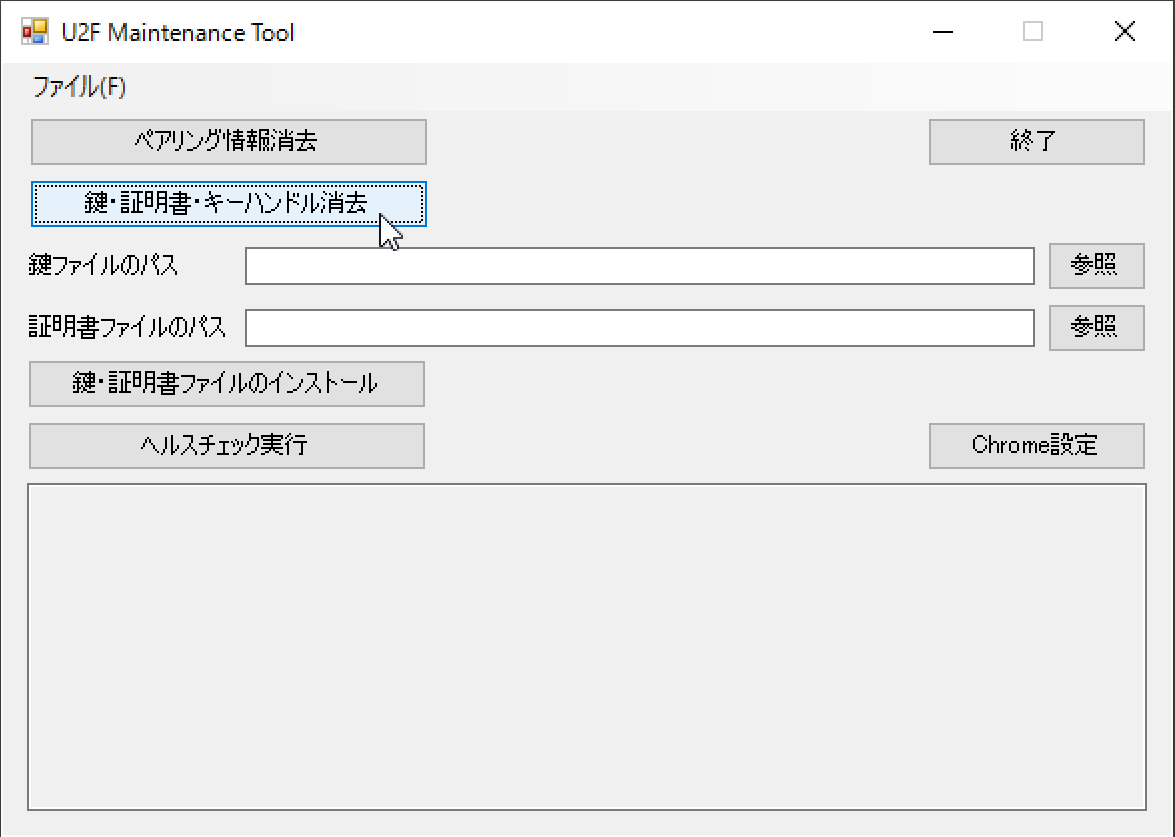 U2F Maintenance Tool
ファイル(F)
ペアリング情報消去
終了
鍵・証明書・キーハンドル消去
鍵ファイルのパス
参照
証明書ファイルのパス
参照
鍵・証明書ファイルのインストール
ヘルスチェック実行
Chrome設定